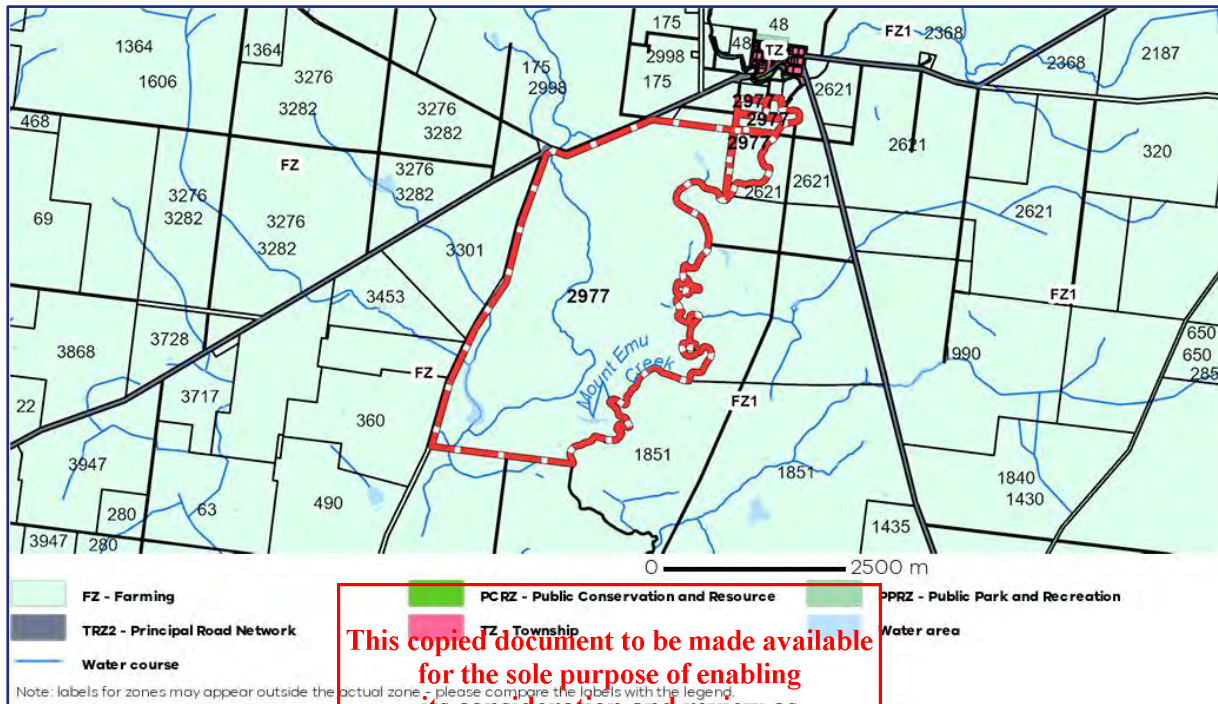 175
48
FZ1
2368
1364
1364
48
TZ
2998
2368
2187
1606
3276
175
2998
175
2621
3282
3276
2977
468
3282
2977
2977
2621
320
FZ
3276
3282
3276
3282
2621
2621
2621
69
3276
3282
3301
2977
3453
FZ1
3728
650
3868
1990
650
285
FZ
Mount Emu
Creek
3717
22
360
FZ1
1851
3947
1851
1840
490
1430
280
63
1435
3947
280
0 2500 m
FZ - Farming
PCRZ - Public Conservation and Resource
PPRZ - Public Park and Recreation
TRZ2 - Principal Road Network
TZ - Township
Water area
Water course
This copied document to be made available
for the sole purpose of enabling
Note: labels for zones may appear outside the actual zone - please compare the labels with the legend.
its consideration and review as